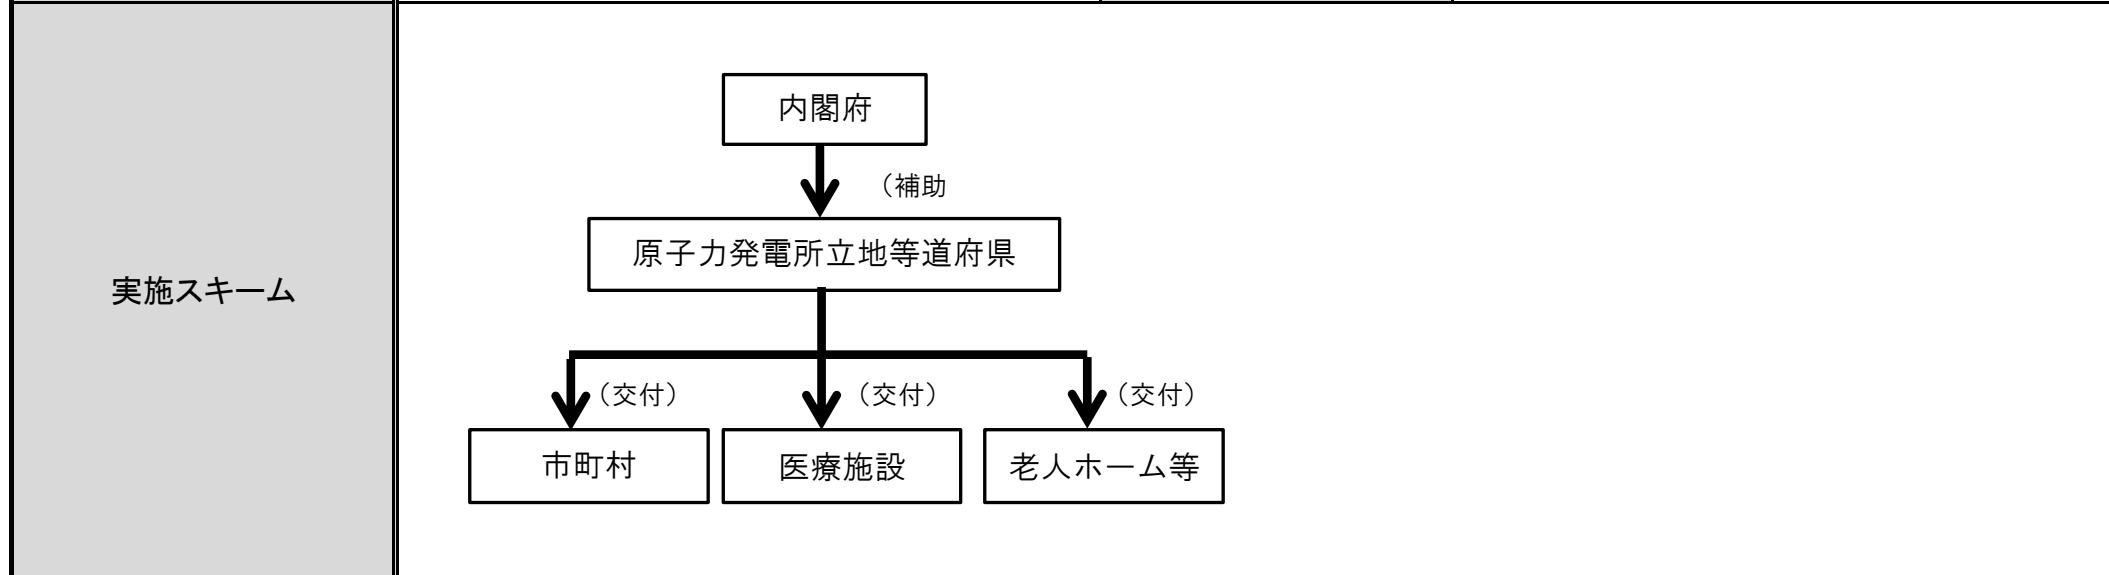 実施スキーム
内閣府
（補助
原子力発電所立地等道府県
（交付）
（交付）
（交付）
市町村
医療施設
老人ホーム等